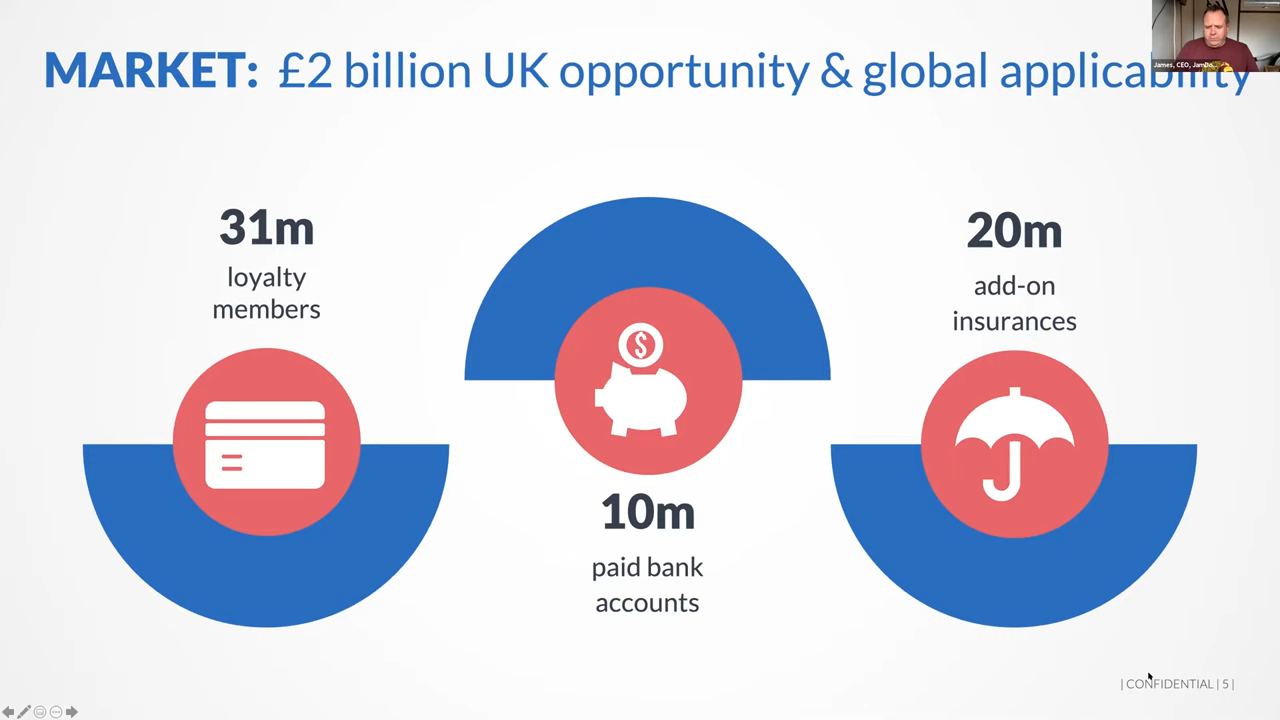 MARKET: £2 billion UK opportunity & global applicability
James, CEO, JamDo...
31m
loyalty
members
$
10m
paid bank
accounts
20m
add-on
insurances
| CONFIDENTIAL | 5 |